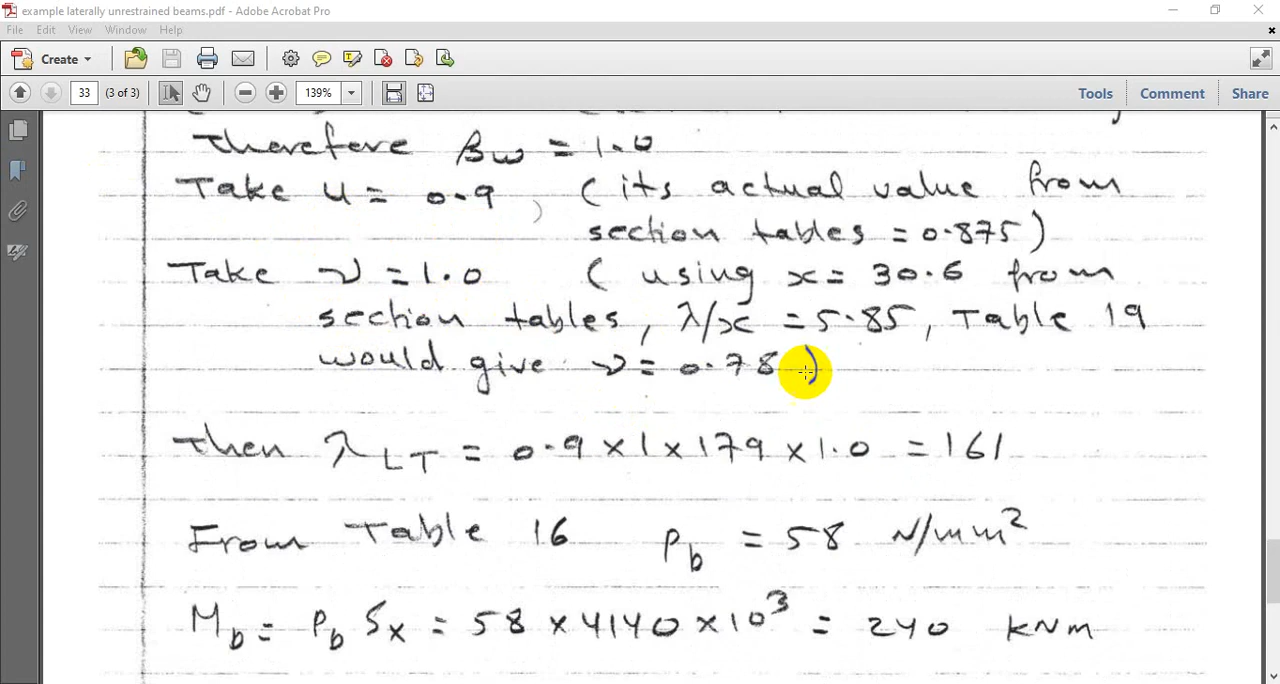 example laterally unrestrained beams.pdf - Adobe Acrobat Pro
File Edit View Window Help
Create
33 (3 of 3) 139% Tools Comment Share
Therefore βw = 1.0
Take u = 0.9, (its actual value from
section tables = 0.875)
Take ν = 1.0 (using x = 30.6 from
section tables, λ/x = 5.85, Table 19
would give ν = 0.78)
Then λLT = 0.9 × 1 × 179 × 1.0 = 161
From Table 16 Pb = 58 N/mm²
Mb = Pb Sx = 58 × 4140 × 10³ = 240 kNm